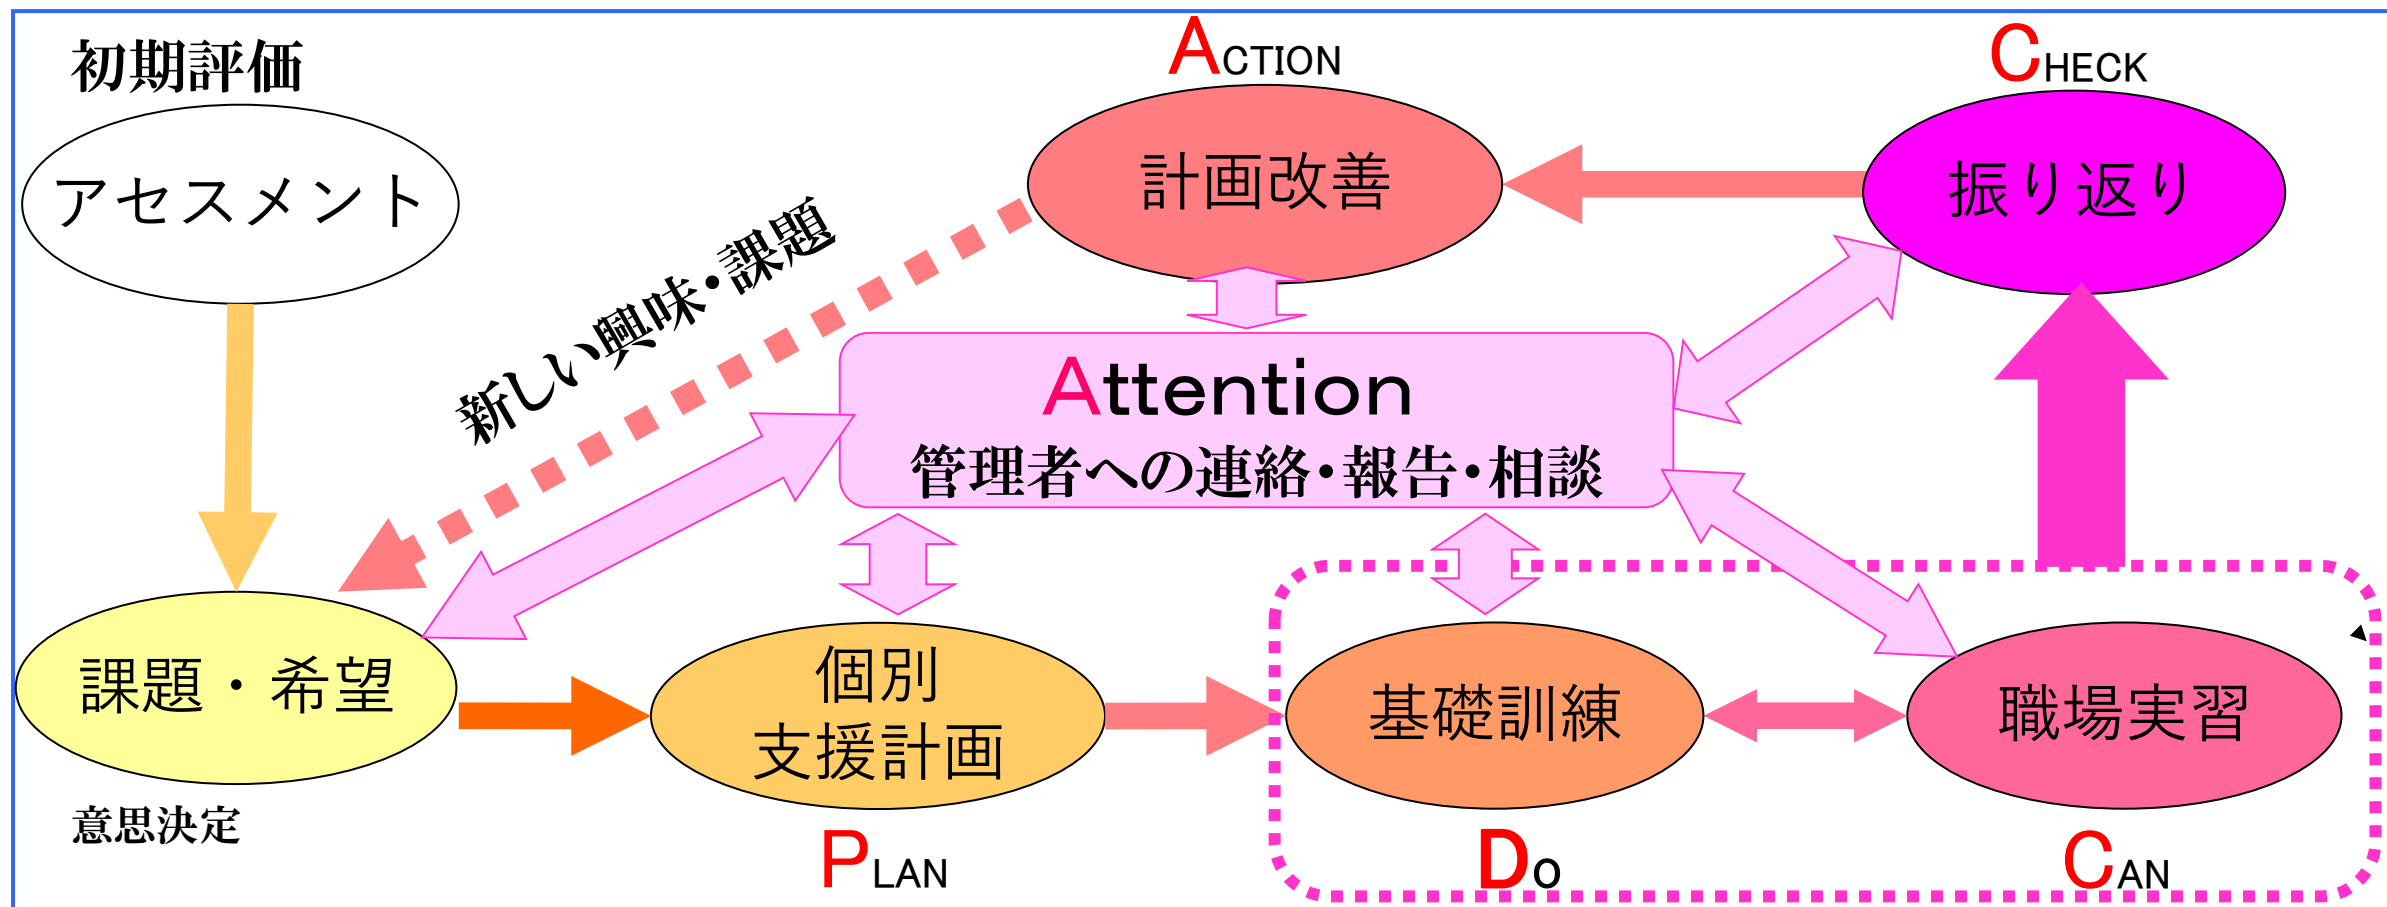 初期評価
アセスメント
ACTION
計画改善
CHECK
振り返り
新しい興味・課題
Attention
管理者への連絡・報告・相談
課題・希望
意思決定
個別
支援計画
PLAN
基礎訓練
Do
職場実習
CAN